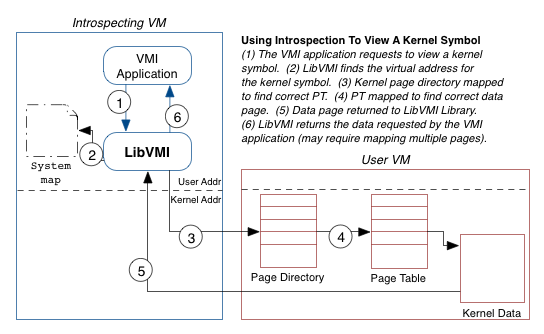 Introspecting VM
VMI
Application
1
6
LibVMI
2
System
map
User Addr
Kernel Addr
3
5
Using Introspection To View A Kernel Symbol
(1) The VMI application requests to view a kernel
symbol. (2) LibVMI finds the virtual address for
the kernel symbol. (3) Kernel page directory mapped
to find correct PT. (4) PT mapped to find correct data
page. (5) Data page returned to LibVMI Library.
(6) LibVMI returns the data requested by the VMI
application (may require mapping multiple pages).
User VM
4
Page Directory
Page Table
Kernel Data